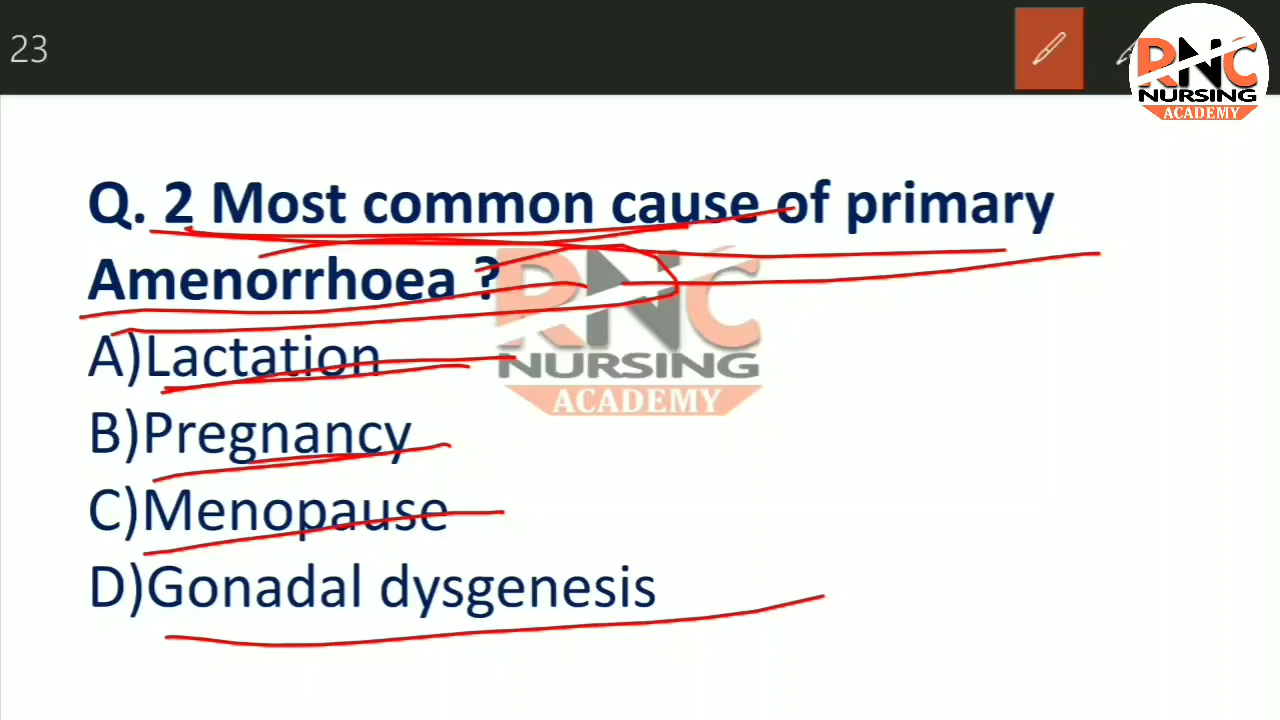 23
RNC
NURSING
ACADEMY
Q. 2 Most common cause of primary
Amenorrhoea ?
RNC
NURSING
ACADEMY
A)Lactation
B)Pregnancy
C)Menopause
D)Gonadal dysgenesis